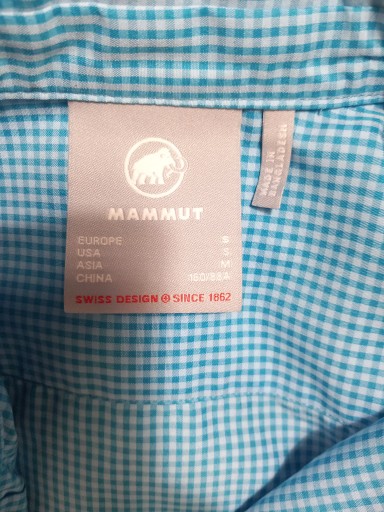 MAMMUT
EUROPE S
USA S
ASIA M
CHINA 160/88A
SWISS DESIGN SINCE 1862
MADE IN
BANGLADESH